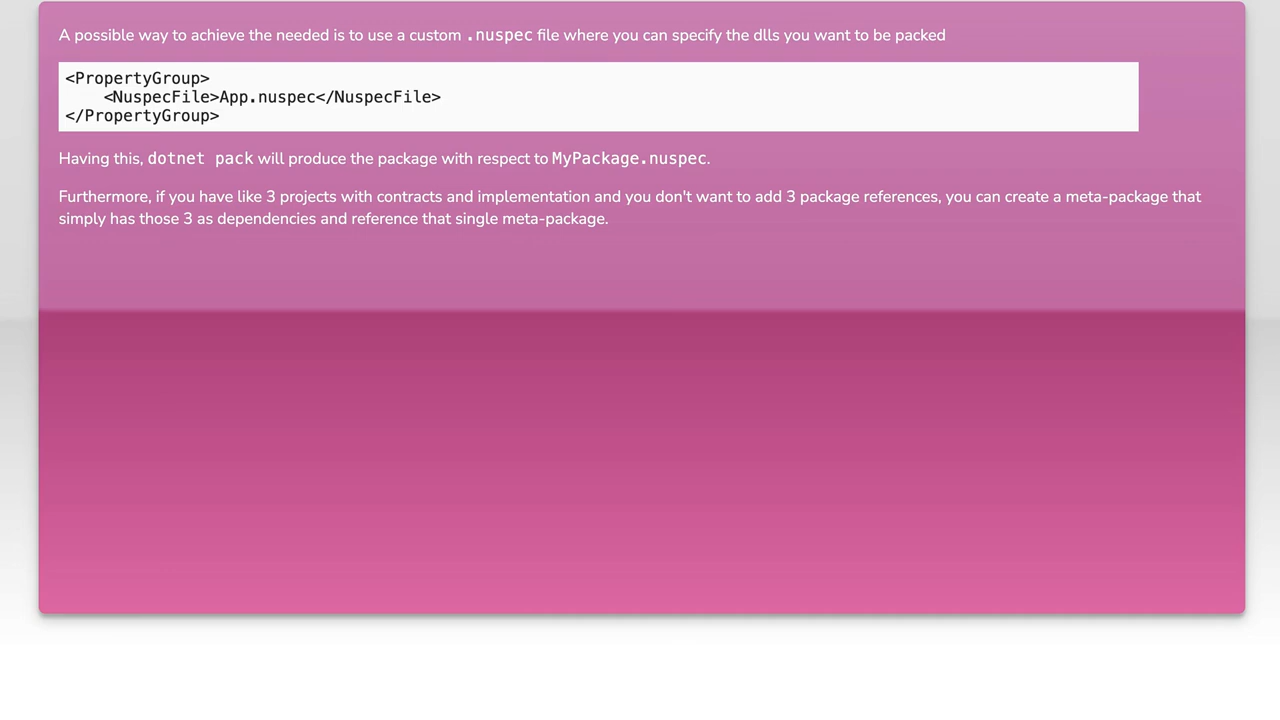 A possible way to achieve the needed is to use a custom .nuspec file where you can specify the dlls you want to be packed
<PropertyGroup>
    <NuspecFile>App.nuspec</NuspecFile>
</PropertyGroup>
Having this, dotnet pack will produce the package with respect to MyPackage.nuspec.
Furthermore, if you have like 3 projects with contracts and implementation and you don't want to add 3 package references, you can create a meta-package that
simply has those 3 as dependencies and reference that single meta-package.